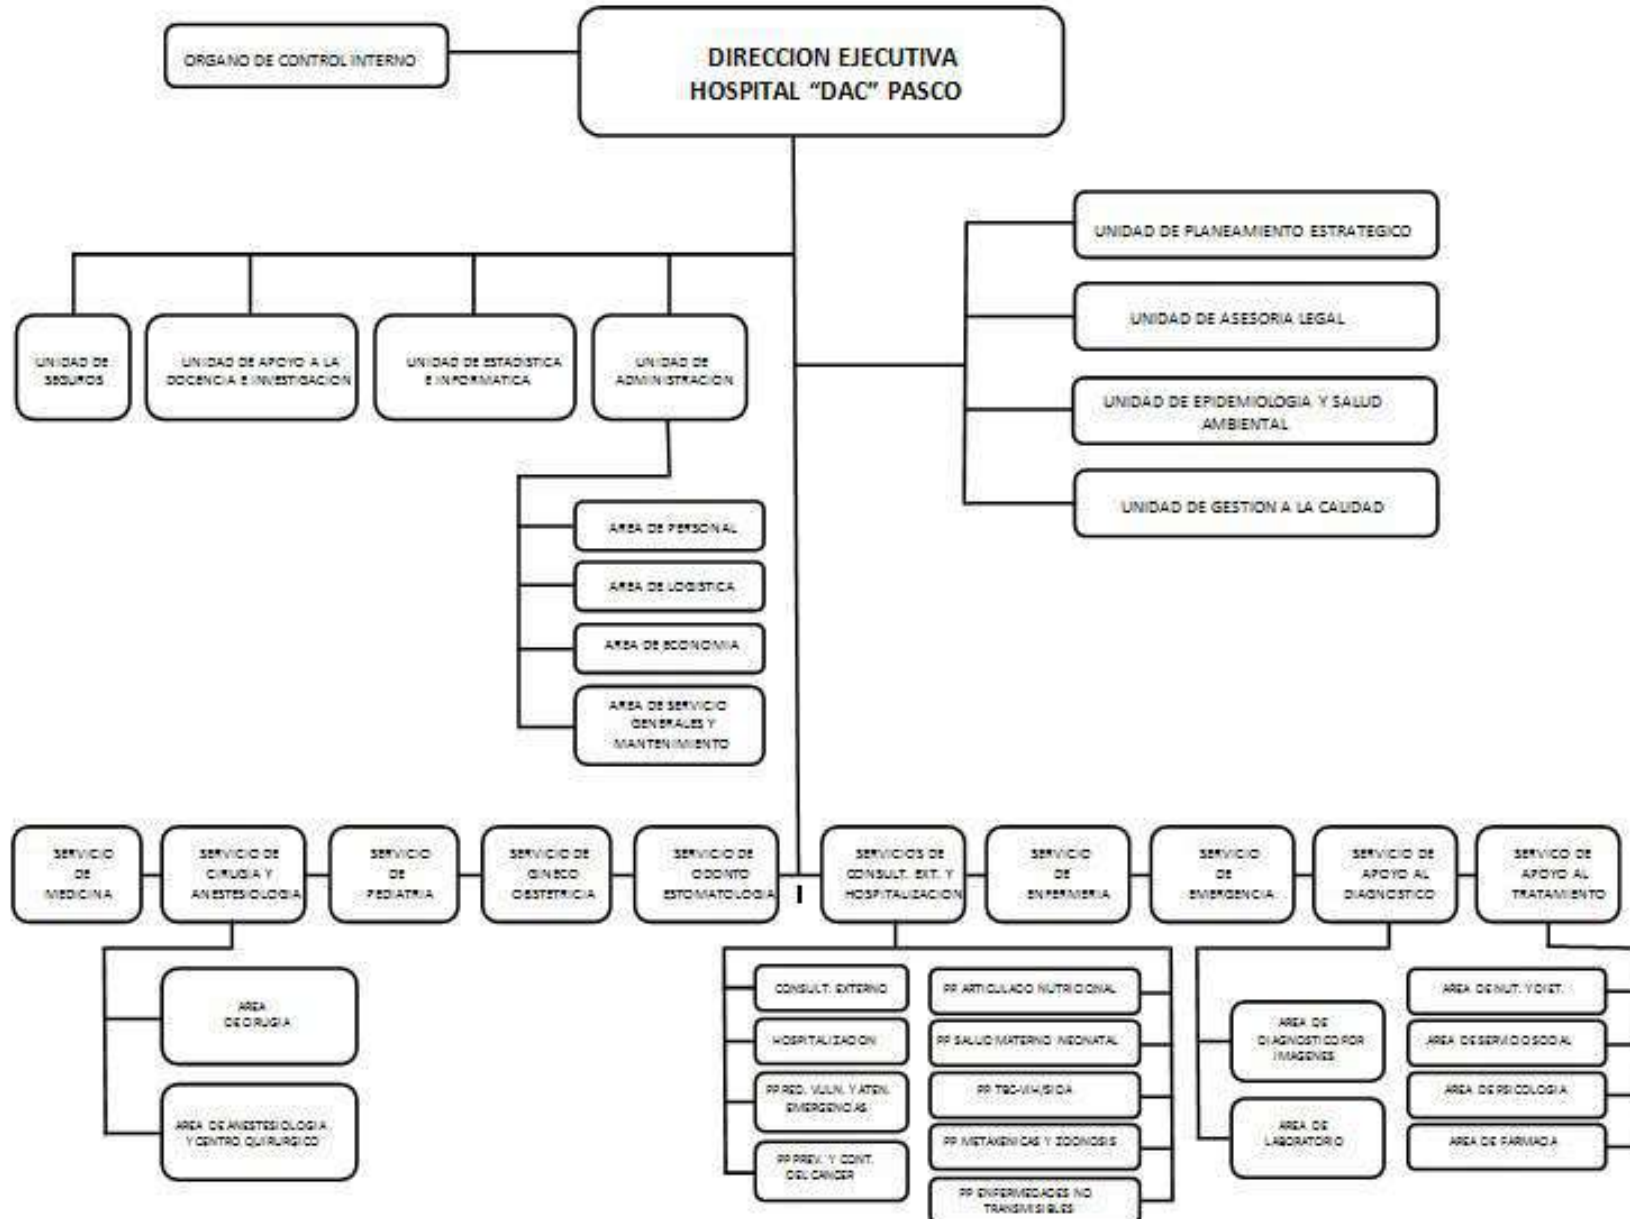 ORGANO DE CONTROL INTERNO
DIRECCION EJECUTIVA
HOSPITAL “DAC” PASCO
UNIDAD DE PLANEAMIENTO ESTRATEGICO
UNIDAD DE ASESORIA LEGAL
UNIDAD DE EPIDEMIOLOGIA Y SALUD
AMBIENTAL
UNIDAD DE GESTION A LA CALIDAD
UNIDAD DE
SEGUROS
UNIDAD DE APOYO A LA
DOCENCIA E INVESTIGACION
UNIDAD DE ESTADISTICA
E INFORMATICA
UNIDAD DE
ADMINISTRACION
AREA DE PERSONAL
AREA DE LOGISTICA
AREA DE ECONOMIA
AREA DE SERVICIO
GENERALES Y
MANTENIMIENTO
SERVICIO
DE
MEDICINA
SERVICIO DE
CIRUGIA Y
ANESTESIOLOGIA
SERVICIO
DE
PEDIATRIA
SERVICIO DE
GINECO
OBSTETRICIA
SERVICIO DE
ODONTO
ESTOMATOLOGIA
I
SERVICIOS DE
CONSULT. EXT. Y
HOSPITALIZACION
SERVICIO
DE
ENFERMERIA
SERVICIO
DE
EMERGENCIA
SERVICIO DE
APOYO AL
DIAGNOSTICO
SERVICO DE
APOYO AL
TRATAMIENTO
AREA
DE CIRUGIA
AREA DE ANESTESIOLOGIA
Y CENTRO QUIRURGICO
CONSULT. EXTERNO
HOSPITALIZACION
PP RED. VULN. Y ATEN.
EMERGENCIAS.
PP PREV. Y CONT.
DEL CANCER
PP ARTICULADO NUTRICIONAL
PP SALUD MATERNO NEONATAL
PP TBC-VIH/SIDA
PP METAXENICAS Y ZOONOSIS
PP ENFERMEDADES NO
TRANSMISIBLES
AREA DE
DIAGNOSTICO POR
IMAGENES
AREA DE
LABORATORIO
AREA DE NUT. Y DIET.
AREA DE SERVICIO SOCIAL
AREA DE PSICOLOGIA
AREA DE FARMACIA